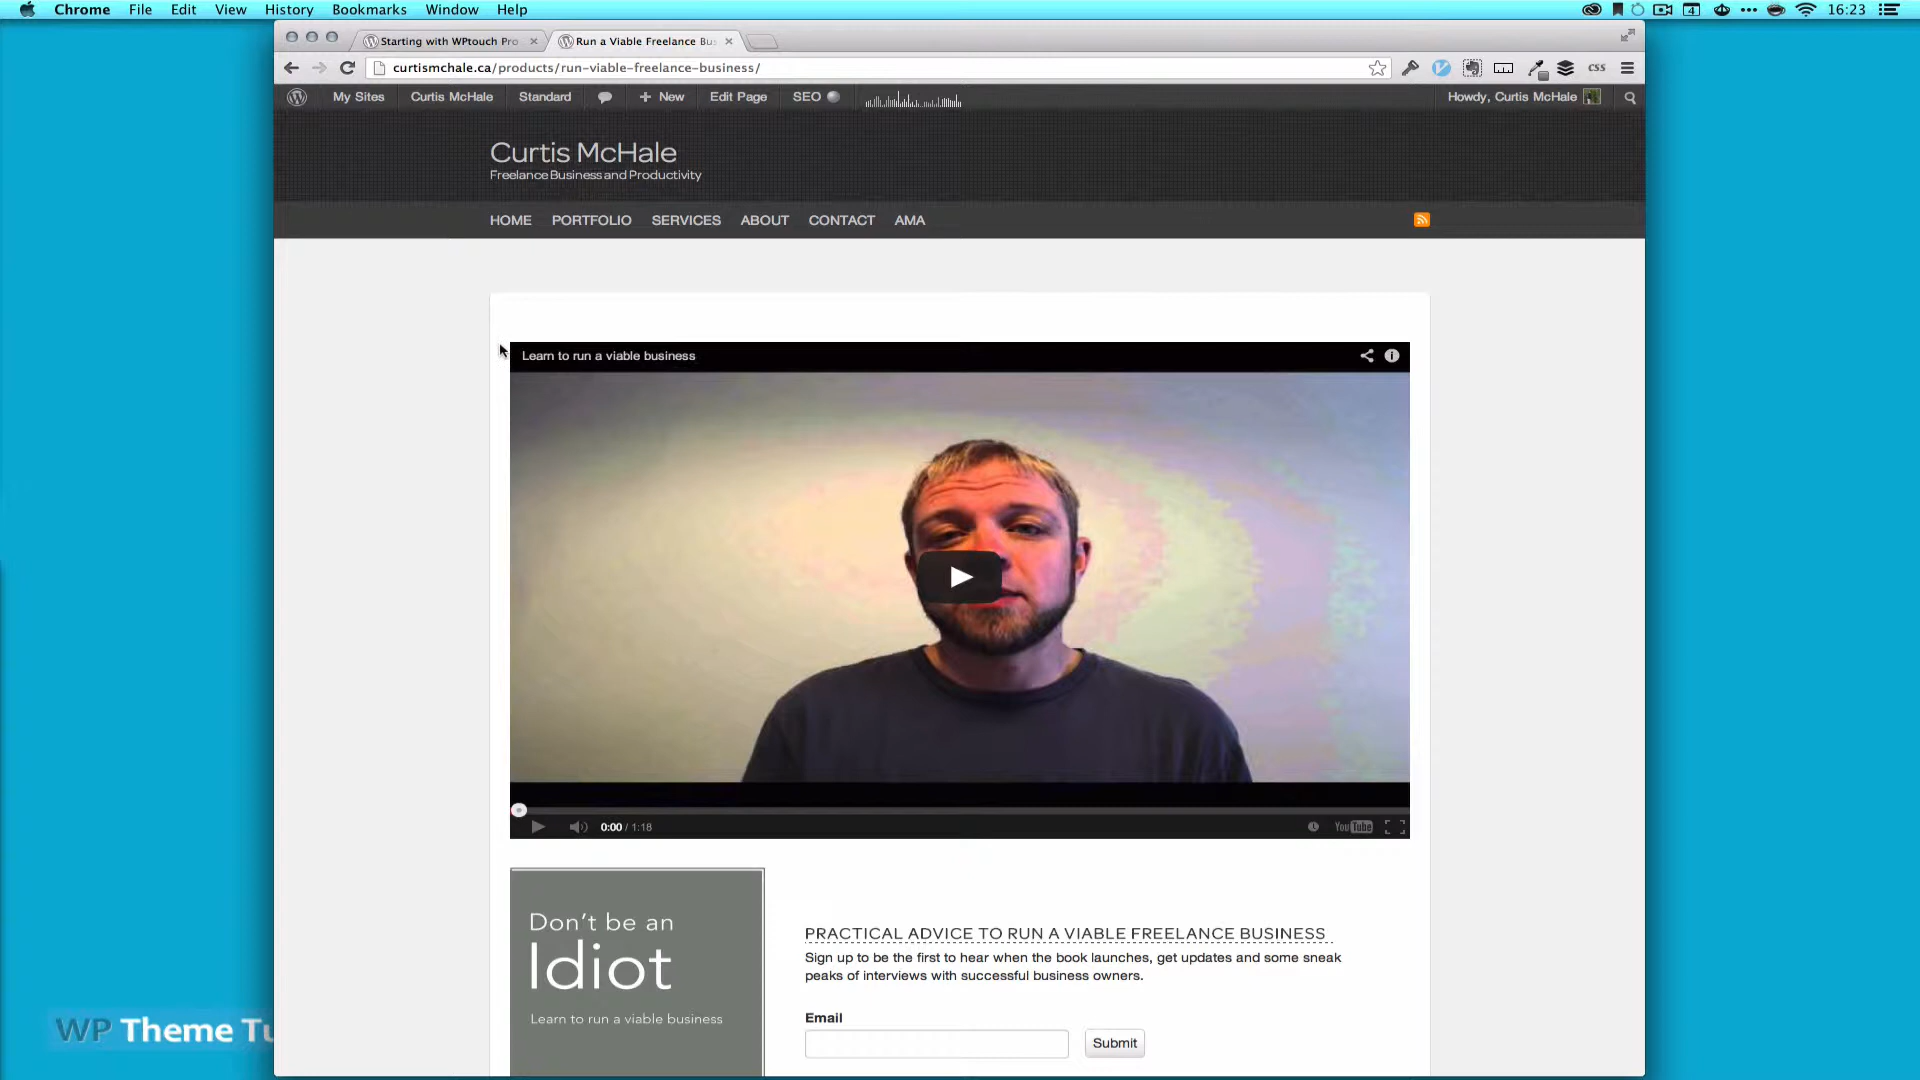 Chrome File Edit View History Bookmarks Window Help 4 16:23
Starting with WPtouch Pro Run a Viable Freelance Bu
curtismchale.ca/products/run-viable-freelance-business/ CSS
My Sites Curtis McHale Standard New Edit Page SEO Howdy, Curtis McHale
Curtis McHale
Freelance Business and Productivity
HOME PORTFOLIO SERVICES ABOUT CONTACT AMA
Learn to run a viable business
0:00 / 1:18 YouTube
Don't be an
Idiot
Learn to run a viable business
PRACTICAL ADVICE TO RUN A VIABLE FREELANCE BUSINESS
Sign up to be the first to hear when the book launches, get updates and some sneak
peaks of interviews with successful business owners.
Email
Submit
WP Theme Tu